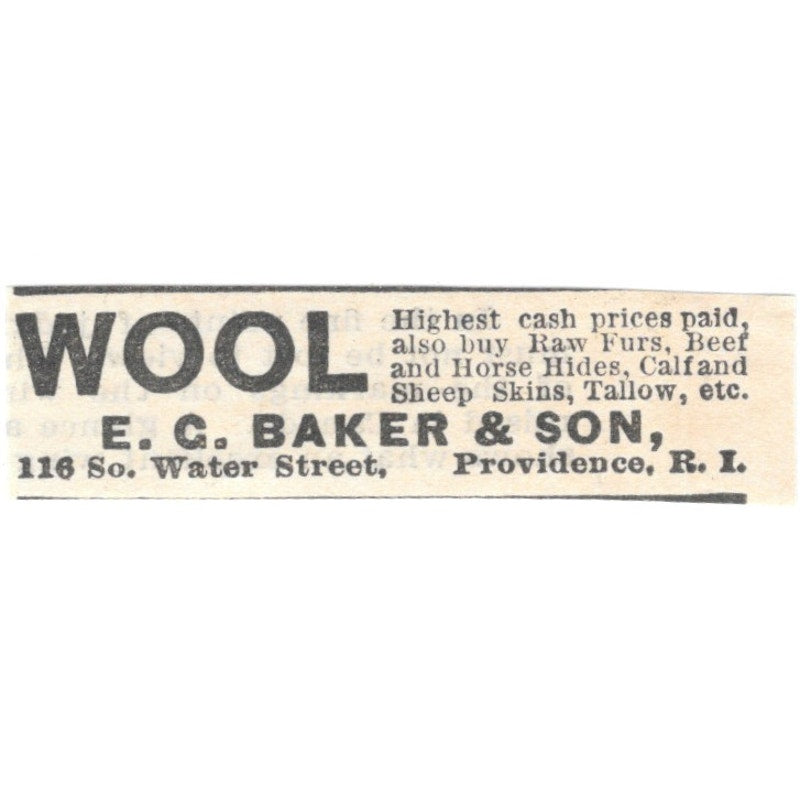 WOOL
Highest cash prices paid,
also buy Raw Furs, Beef
and Horse Hides, Calf and
Sheep Skins, Tallow, etc.
E. C. BAKER & SON,
116 So. Water Street, Providence, R. I.